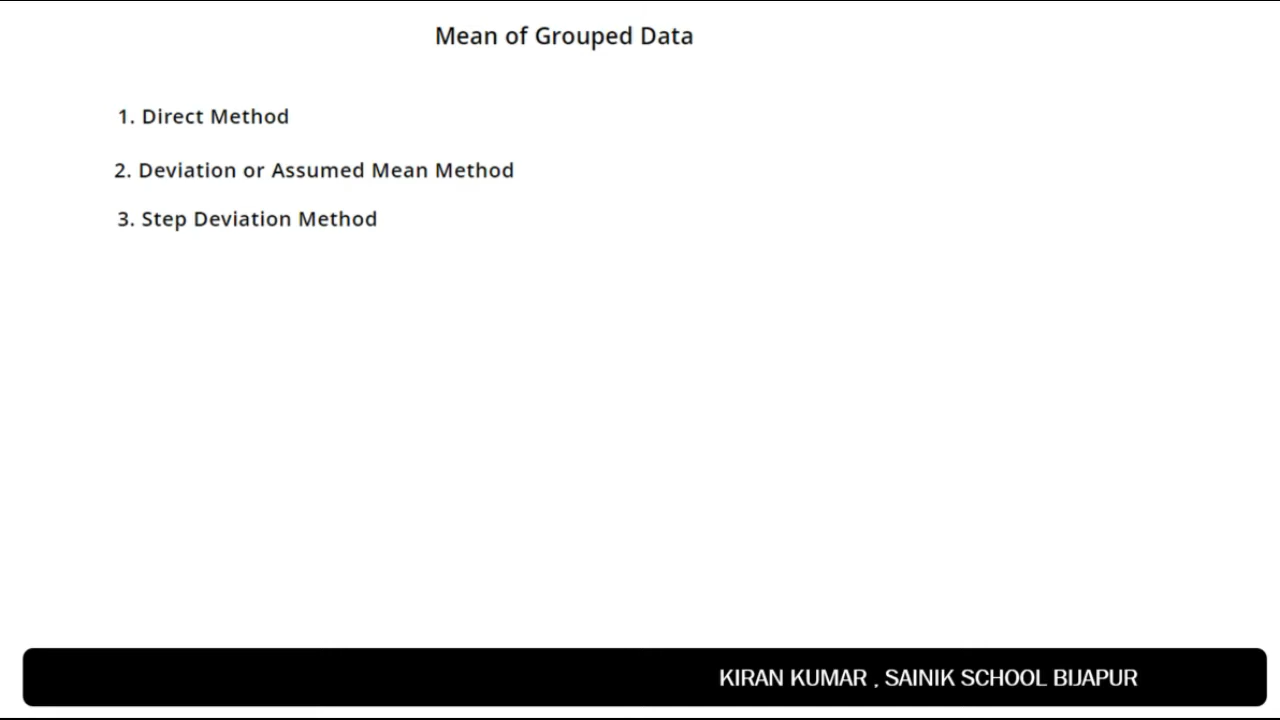 Mean of Grouped Data
1. Direct Method
2. Deviation or Assumed Mean Method
3. Step Deviation Method
KIRAN KUMAR , SAINIK SCHOOL BIJAPUR